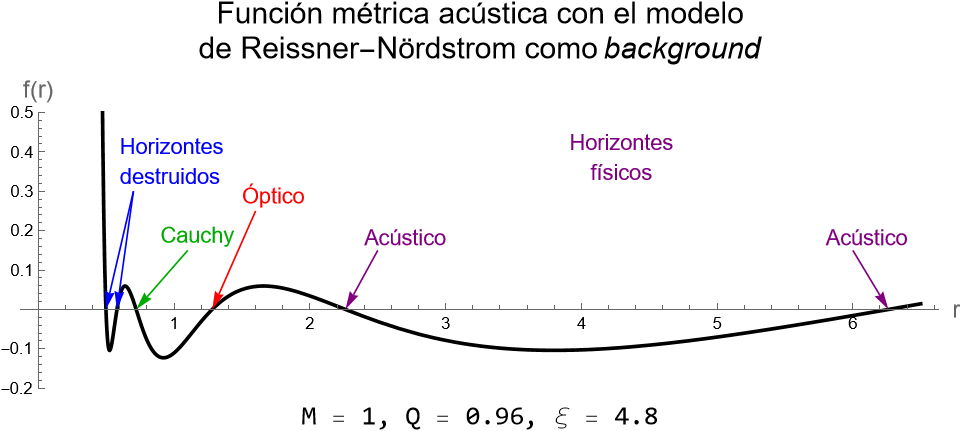 Función métrica acústica con el modelo
de Reissner–Nördstrom como background
f(r)
0.5
0.4
0.3
0.2
0.1
−0.1
−0.2
Horizontes
destruidos
Óptico
Cauchy
Horizontes
físicos
Acústico
Acústico
1
2
3
4
5
6
r
M = 1, Q = 0.96, ξ = 4.8